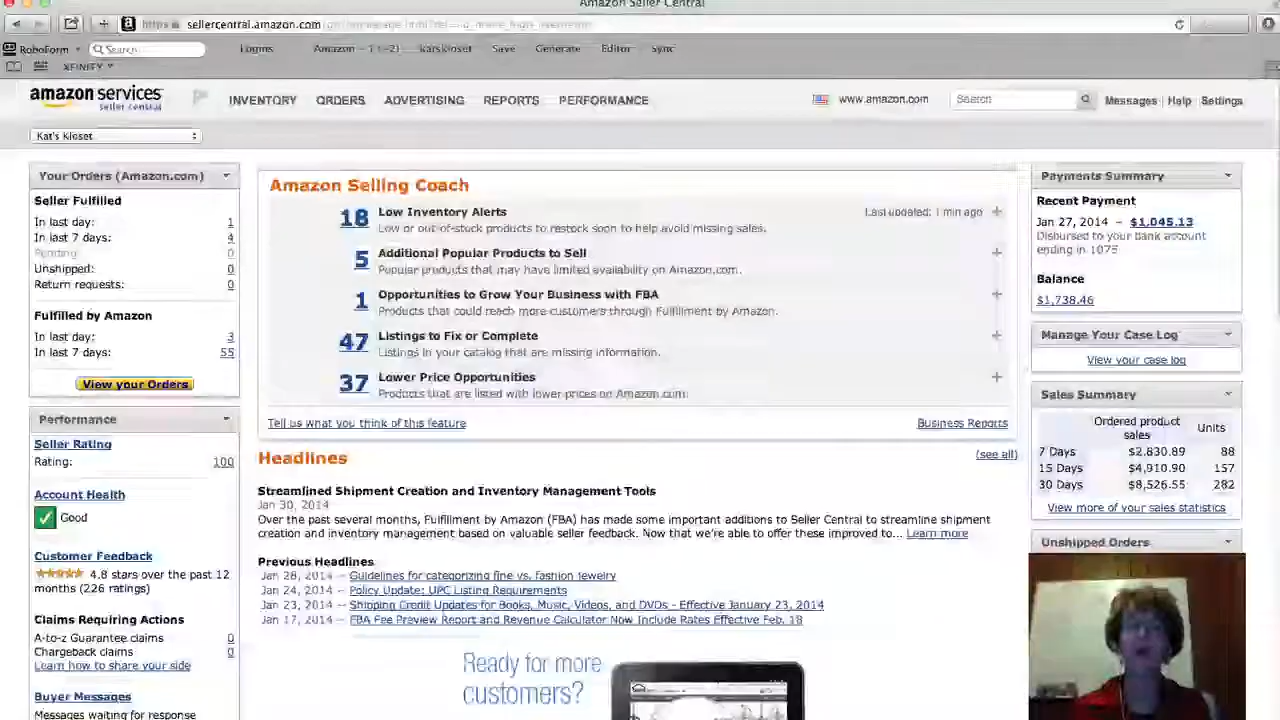 Amazon Seller Central
sellercentral.amazon.com
RoboForm Search Logins Save Generate Editor Sync
XFINITY
amazon services
seller central
INVENTORY ORDERS ADVERTISING REPORTS PERFORMANCE www.amazon.com Search Messages | Help | Settings
Kat's Kloset
Your Orders (Amazon.com)
Seller Fulfilled
In last day: 1
In last 7 days: 4
Pending: 0
Unshipped: 0
Return requests: 0
Fulfilled by Amazon
In last day: 3
In last 7 days: 55
View your Orders
Performance
Seller Rating
Rating: 100
Account Health
Good
Customer Feedback
4.8 stars over the past 12
months (226 ratings)
Claims Requiring Actions
A-to-z Guarantee claims 0
Chargeback claims 0
Learn how to share your side
Buyer Messages
Messages waiting for response
Amazon Selling Coach
18 Low Inventory Alerts Last updated: 1 min ago +
Low or out-of-stock products to restock soon to help avoid missing sales.
5 Additional Popular Products to Sell +
Popular products that may have limited availability on Amazon.com.
1 Opportunities to Grow Your Business with FBA +
Products that could reach more customers through Fulfillment by Amazon.
47 Listings to Fix or Complete +
Listings in your catalog that are missing information.
37 Lower Price Opportunities +
Products that are listed with lower prices on Amazon.com.
Tell us what you think of this feature Business Reports
Headlines (see all)
Streamlined Shipment Creation and Inventory Management Tools
Jan 30, 2014
Over the past several months, Fulfillment by Amazon (FBA) has made some important additions to Seller Central to streamline shipment
creation and inventory management based on valuable seller feedback. Now that we're able to offer these improved to... Learn more
Previous Headlines
Jan 28, 2014 -- Guidelines for categorizing fine vs. fashion jewelry
Jan 24, 2014 -- Policy Update: UPC Listing Requirements
Jan 23, 2014 -- Shipping Credit Updates for Books, Music, Videos, and DVDs - Effective January 23, 2014
Jan 17, 2014 -- FBA Fee Preview Report and Revenue Calculator Now Include Rates Effective Feb. 18
Ready for more
customers?
Payments Summary
Recent Payment
Jan 27, 2014 - $1,045.13
Disbursed to your bank account
ending in 1075
Balance
$1,738.46
Manage Your Case Log
View your case log
Sales Summary
Ordered product
sales Units
7 Days $2,830.89 88
15 Days $4,910.90 157
30 Days $8,526.55 282
View more of your sales statistics
Unshipped Orders